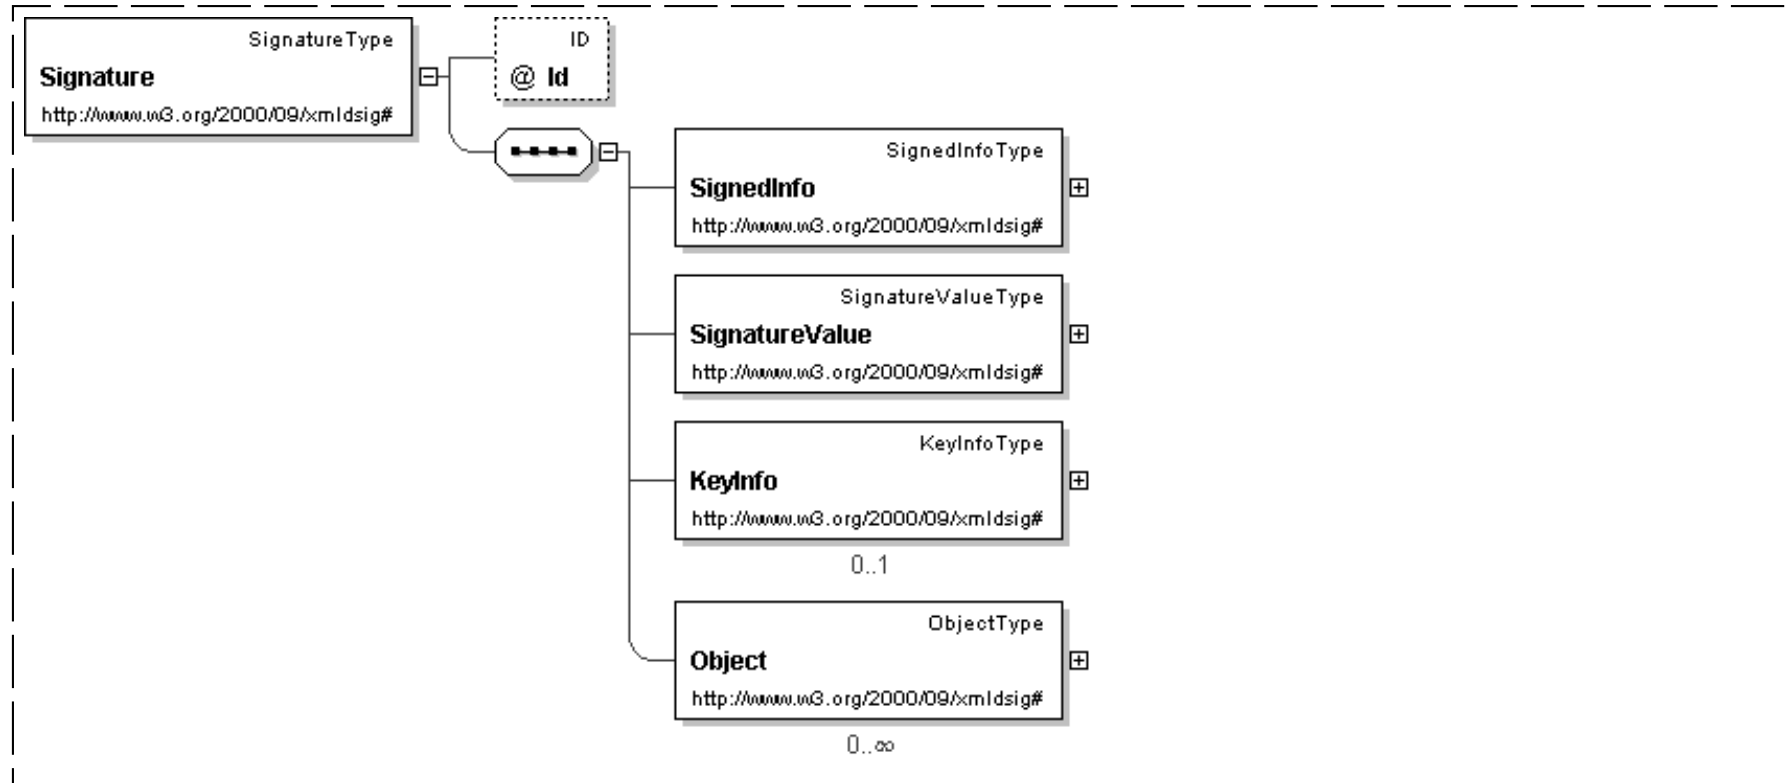 SignatureType
Signature
http://www.w3.org/2000/09/xmldsig#
ID
@ Id
SignedInfoType
SignedInfo
http://www.w3.org/2000/09/xmldsig#
SignatureValueType
SignatureValue
http://www.w3.org/2000/09/xmldsig#
KeyInfoType
KeyInfo
http://www.w3.org/2000/09/xmldsig#
0..1
ObjectType
Object
http://www.w3.org/2000/09/xmldsig#
0..∞